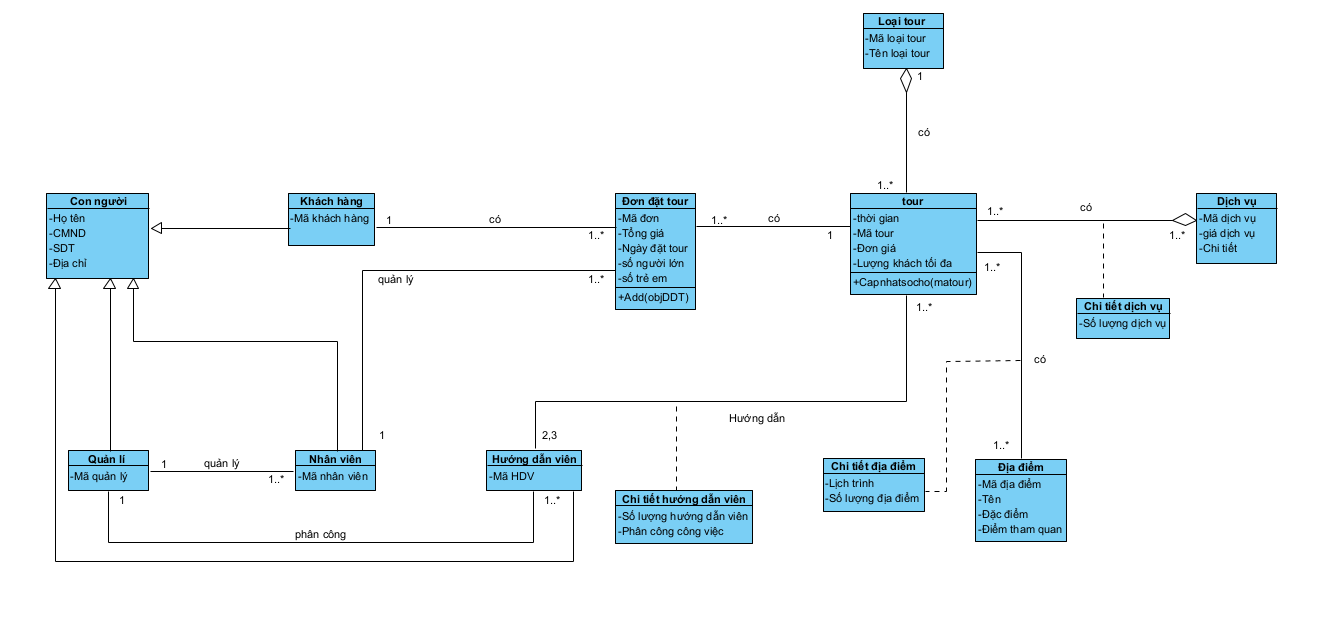 Loại tour
-Mã loại tour
-Tên loại tour
1
có
1..*
Con người
-Họ tên
-CMND
-SDT
-Địa chỉ
Khách hàng
-Mã khách hàng
1
có
1..*
Đơn đặt tour
-Mã đơn
-Tổng giá
-Ngày đặt tour
-số người lớn
-số trẻ em
+Add(objDDT)
1..*
có
1
tour
-thời gian
-Mã tour
-Đơn giá
-Lượng khách tối đa
+Capnhatsocho(matour)
1..*
có
1..*
Dịch vụ
-Mã dịch vụ
-giá dịch vụ
-Chi tiết
quản lý
1..*
1..*
1..*
Chi tiết dịch vụ
-Số lượng dịch vụ
có
Hướng dẫn
1
2,3
1..*
Quản lí
-Mã quản lý
1
quản lý
1..*
Nhân viên
-Mã nhân viên
Hướng dẫn viên
-Mã HDV
Chi tiết địa điểm
-Lịch trình
-Số lượng địa điểm
Địa điểm
-Mã địa điểm
-Tên
-Đặc điểm
-Điểm tham quan
1
1..*
Chi tiết hướng dẫn viên
-Số lượng hướng dẫn viên
-Phân công công việc
phân công